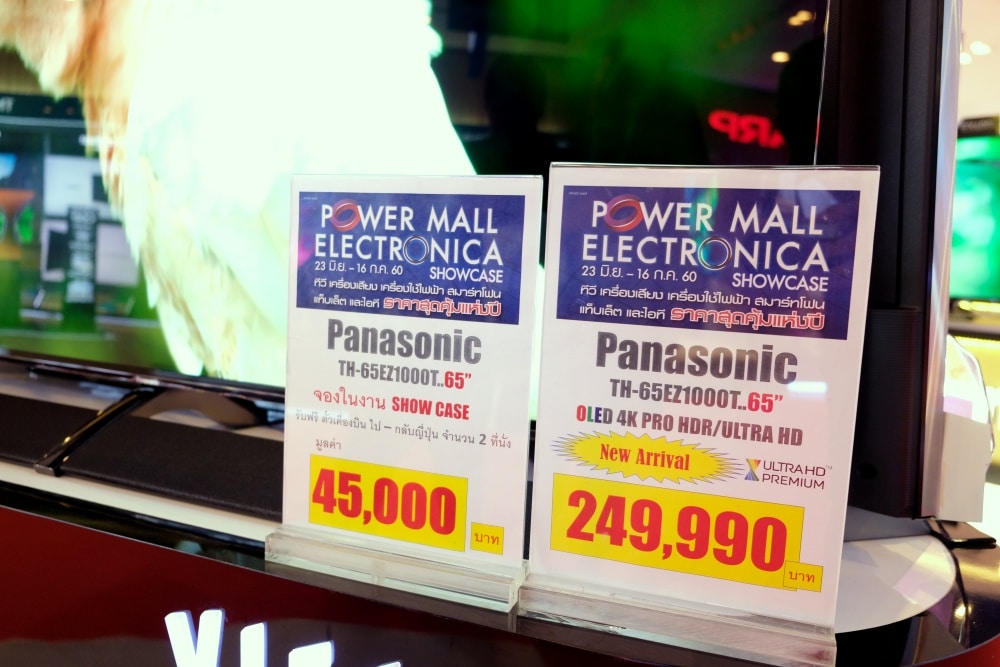 POWER MALL
ELECTRONICA
SHOWCASE
23 มิ.ย. – 16 ก.ค. 60
ทีวี เครื่องเสียง เครื่องใช้ไฟฟ้า สมาร์ทโฟน
แท็บเล็ต และไอที ราคาสุดคุ้มแห่งปี
Panasonic
TH-65EZ1000T..65”
จองในงาน SHOW CASE
รับฟรี ตั๋วเครื่องบิน ไป – กลับญี่ปุ่น จำนวน 2 ที่นั่ง
มูลค่า
45,000
บาท
POWER MALL
ELECTRONICA
SHOWCASE
23 มิ.ย. – 16 ก.ค. 60
ทีวี เครื่องเสียง เครื่องใช้ไฟฟ้า สมาร์ทโฟน
แท็บเล็ต และไอที ราคาสุดคุ้มแห่งปี
Panasonic
TH-65EZ1000T..65”
OLED 4K PRO HDR/ULTRA HD
New Arrival
ULTRA HD™
PREMIUM
249,990
บาท